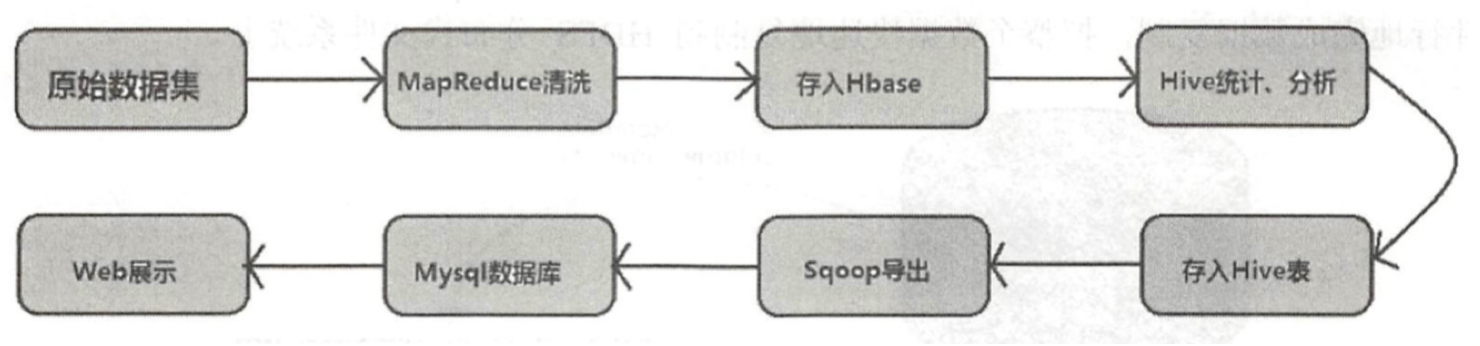 原始数据集
MapReduce清洗
存入Hbase
Hive统计、分析
存入Hive表
Sqoop导出
Mysql数据库
Web展示